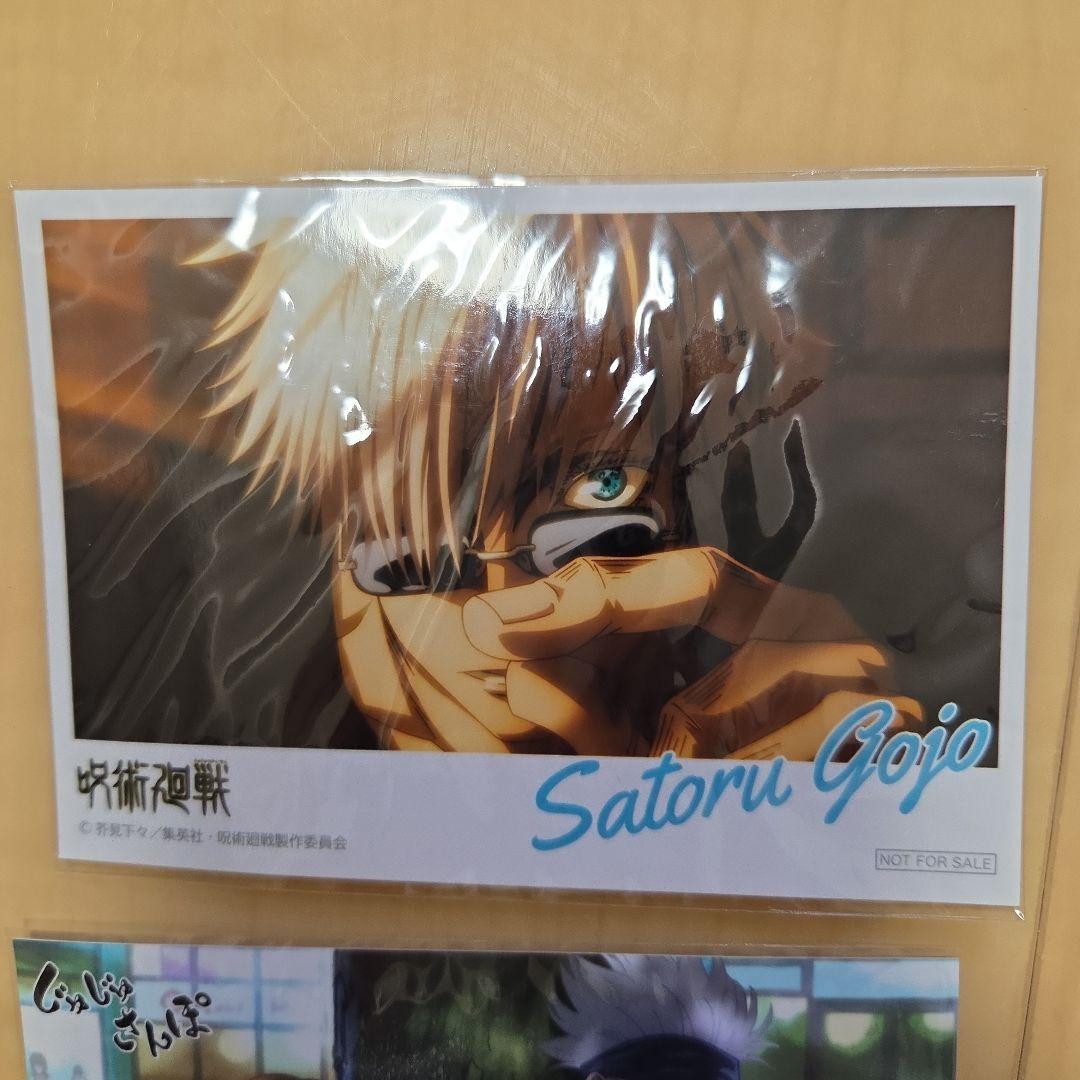 呪術廻戦
© 芥見下々／集英社・呪術廻戦製作委員会
Satoru Gojo
NOT FOR SALE
じゅじゅ
さんぽ